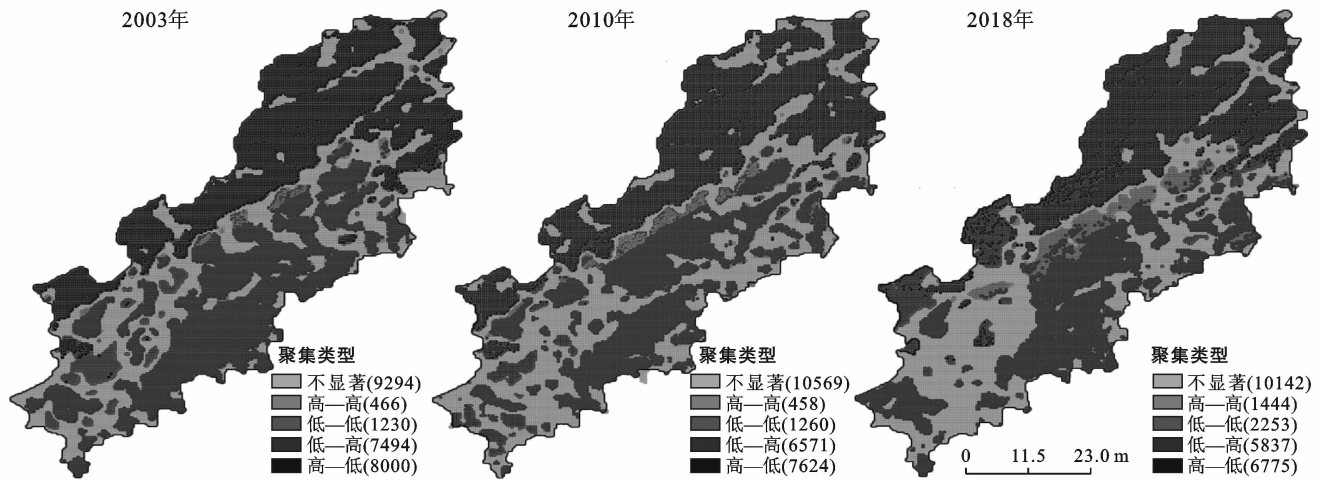 2003年
2010年
2018年
聚集类型
不显著(9294)
高—高(466)
低—低(1230)
低—高(7494)
高—低(8000)
聚集类型
不显著(10569)
高—高(458)
低—低(1260)
低—高(6571)
高—低(7624)
聚集类型
不显著(10142)
高—高(1444)
低—低(2253)
低—高(5837)
高—低(6775)
0 11.5 23.0 m